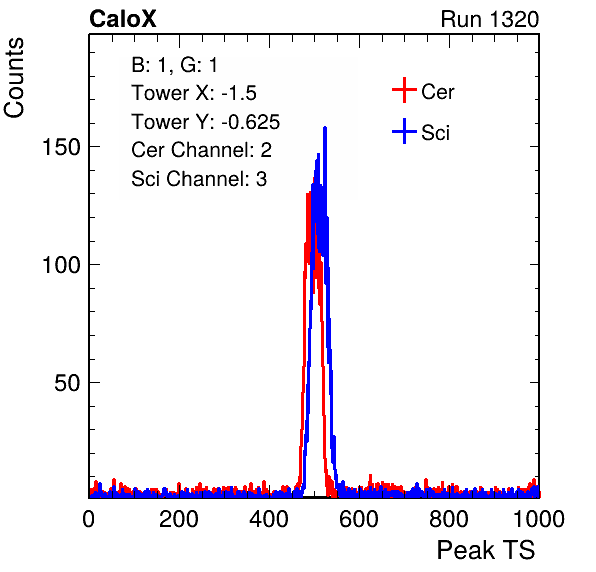 CaloX Run 1320
Counts
B: 1, G: 1
Tower X: -1.5
Tower Y: -0.625
Cer Channel: 2
Sci Channel: 3
Cer
Sci
150
100
50
0 200 400 600 800 1000
Peak TS